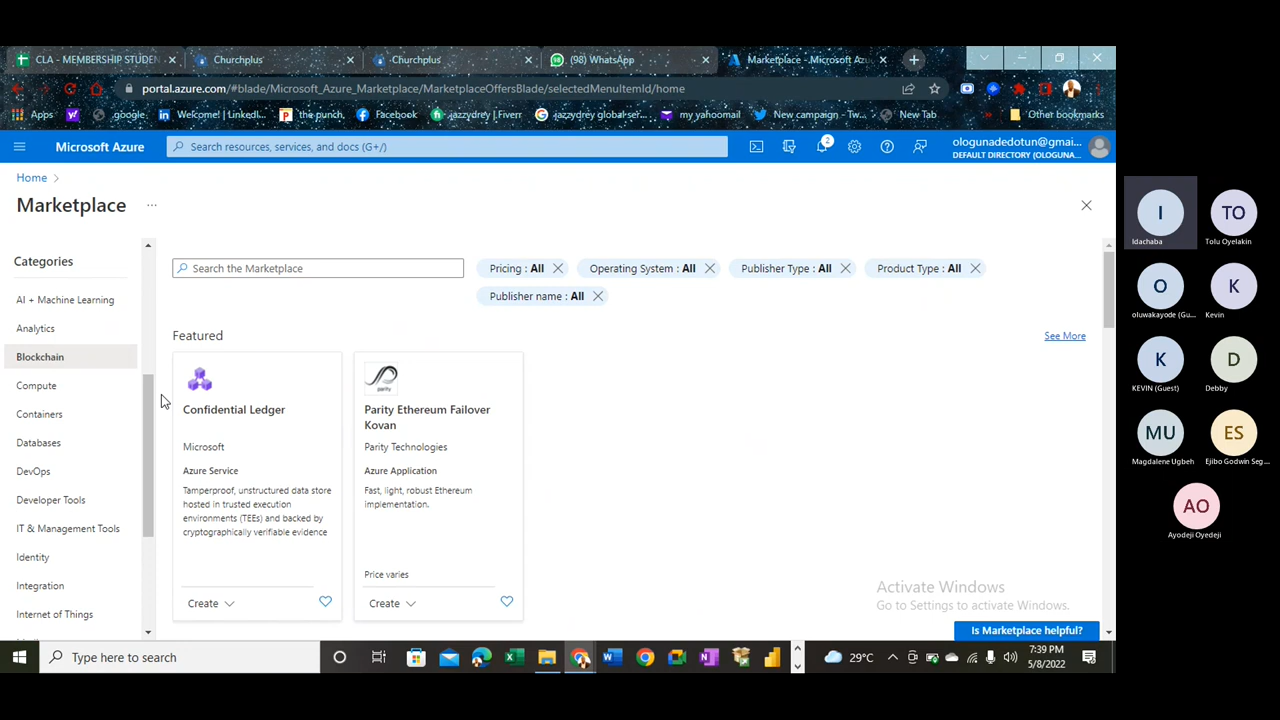 CLA - MEMBERSHIP STUDEN
Churchplus
Churchplus
(98) WhatsApp
Marketplace - Microsoft Azu
portal.azure.com/#blade/Microsoft_Azure_Marketplace/MarketplaceOffersBlade/selectedMenuItemId/home
Apps
google
Welcome! | LinkedI...
the punch,
Facebook
jazzydrey | Fiverr
jazzydrey global-ser...
my yahoomail
New campaign - Tw...
New Tab
Other bookmarks
Microsoft Azure
Search resources, services, and docs (G+/)
2
ologunadedotun@gmai...
DEFAULT DIRECTORY (OLOGUNA...
Home
Marketplace
...
Categories
AI + Machine Learning
Analytics
Blockchain
Compute
Containers
Databases
DevOps
Developer Tools
IT & Management Tools
Identity
Integration
Internet of Things
Search the Marketplace
Pricing : All
Operating System : All
Publisher Type : All
Product Type : All
Publisher name : All
Featured
See More
Confidential Ledger
Microsoft
Azure Service
Tamperproof, unstructured data store
hosted in trusted execution
environments (TEEs) and backed by
cryptographically verifiable evidence
Create
parity
Parity Ethereum Failover
Kovan
Parity Technologies
Azure Application
Fast, light, robust Ethereum
implementation.
Price varies
Create
Activate Windows
Go to Settings to activate Windows.
Is Marketplace helpful?
Type here to search
29°C
7:39 PM
5/8/2022
I
Idachaba
TO
Tolu Oyelakin
O
oluwakayode (Gu...
K
Kevin
K
KEVIN (Guest)
D
Debby
MU
Magdalene Ugbeh
ES
Ejibo Godwin Seg...
AO
Ayodeji Oyedeji